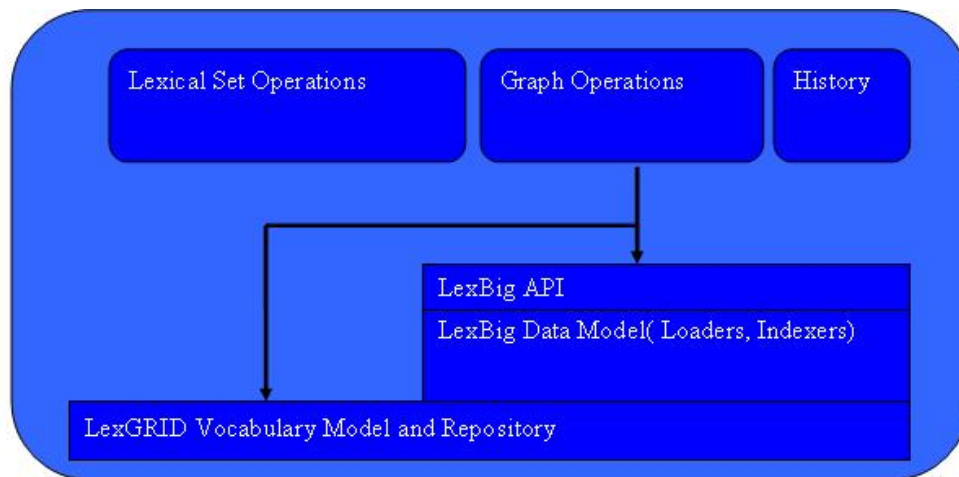 Lexical Set Operations
Graph Operations
History
LexBig API
LexBig Data Model( Loaders, Indexers)
LexGRID Vocabulary Model and Repository